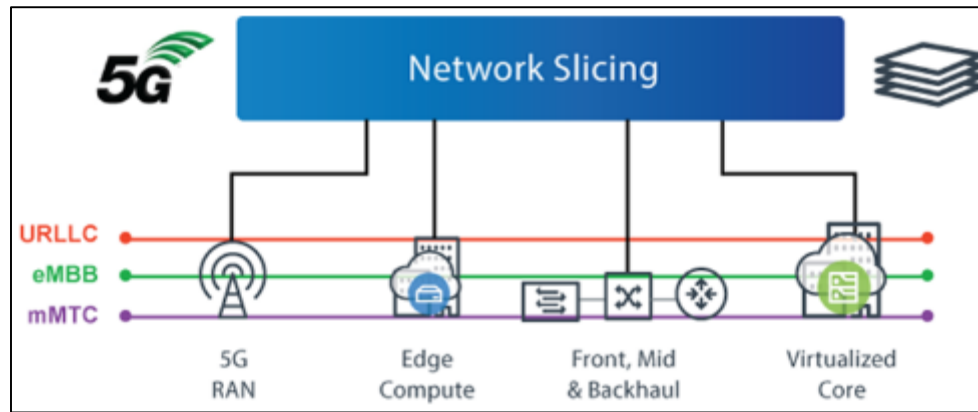 5G
Network Slicing
URLLC
eMBB
mMTC
5G
RAN
Edge
Compute
Front, Mid
& Backhaul
Virtualized
Core